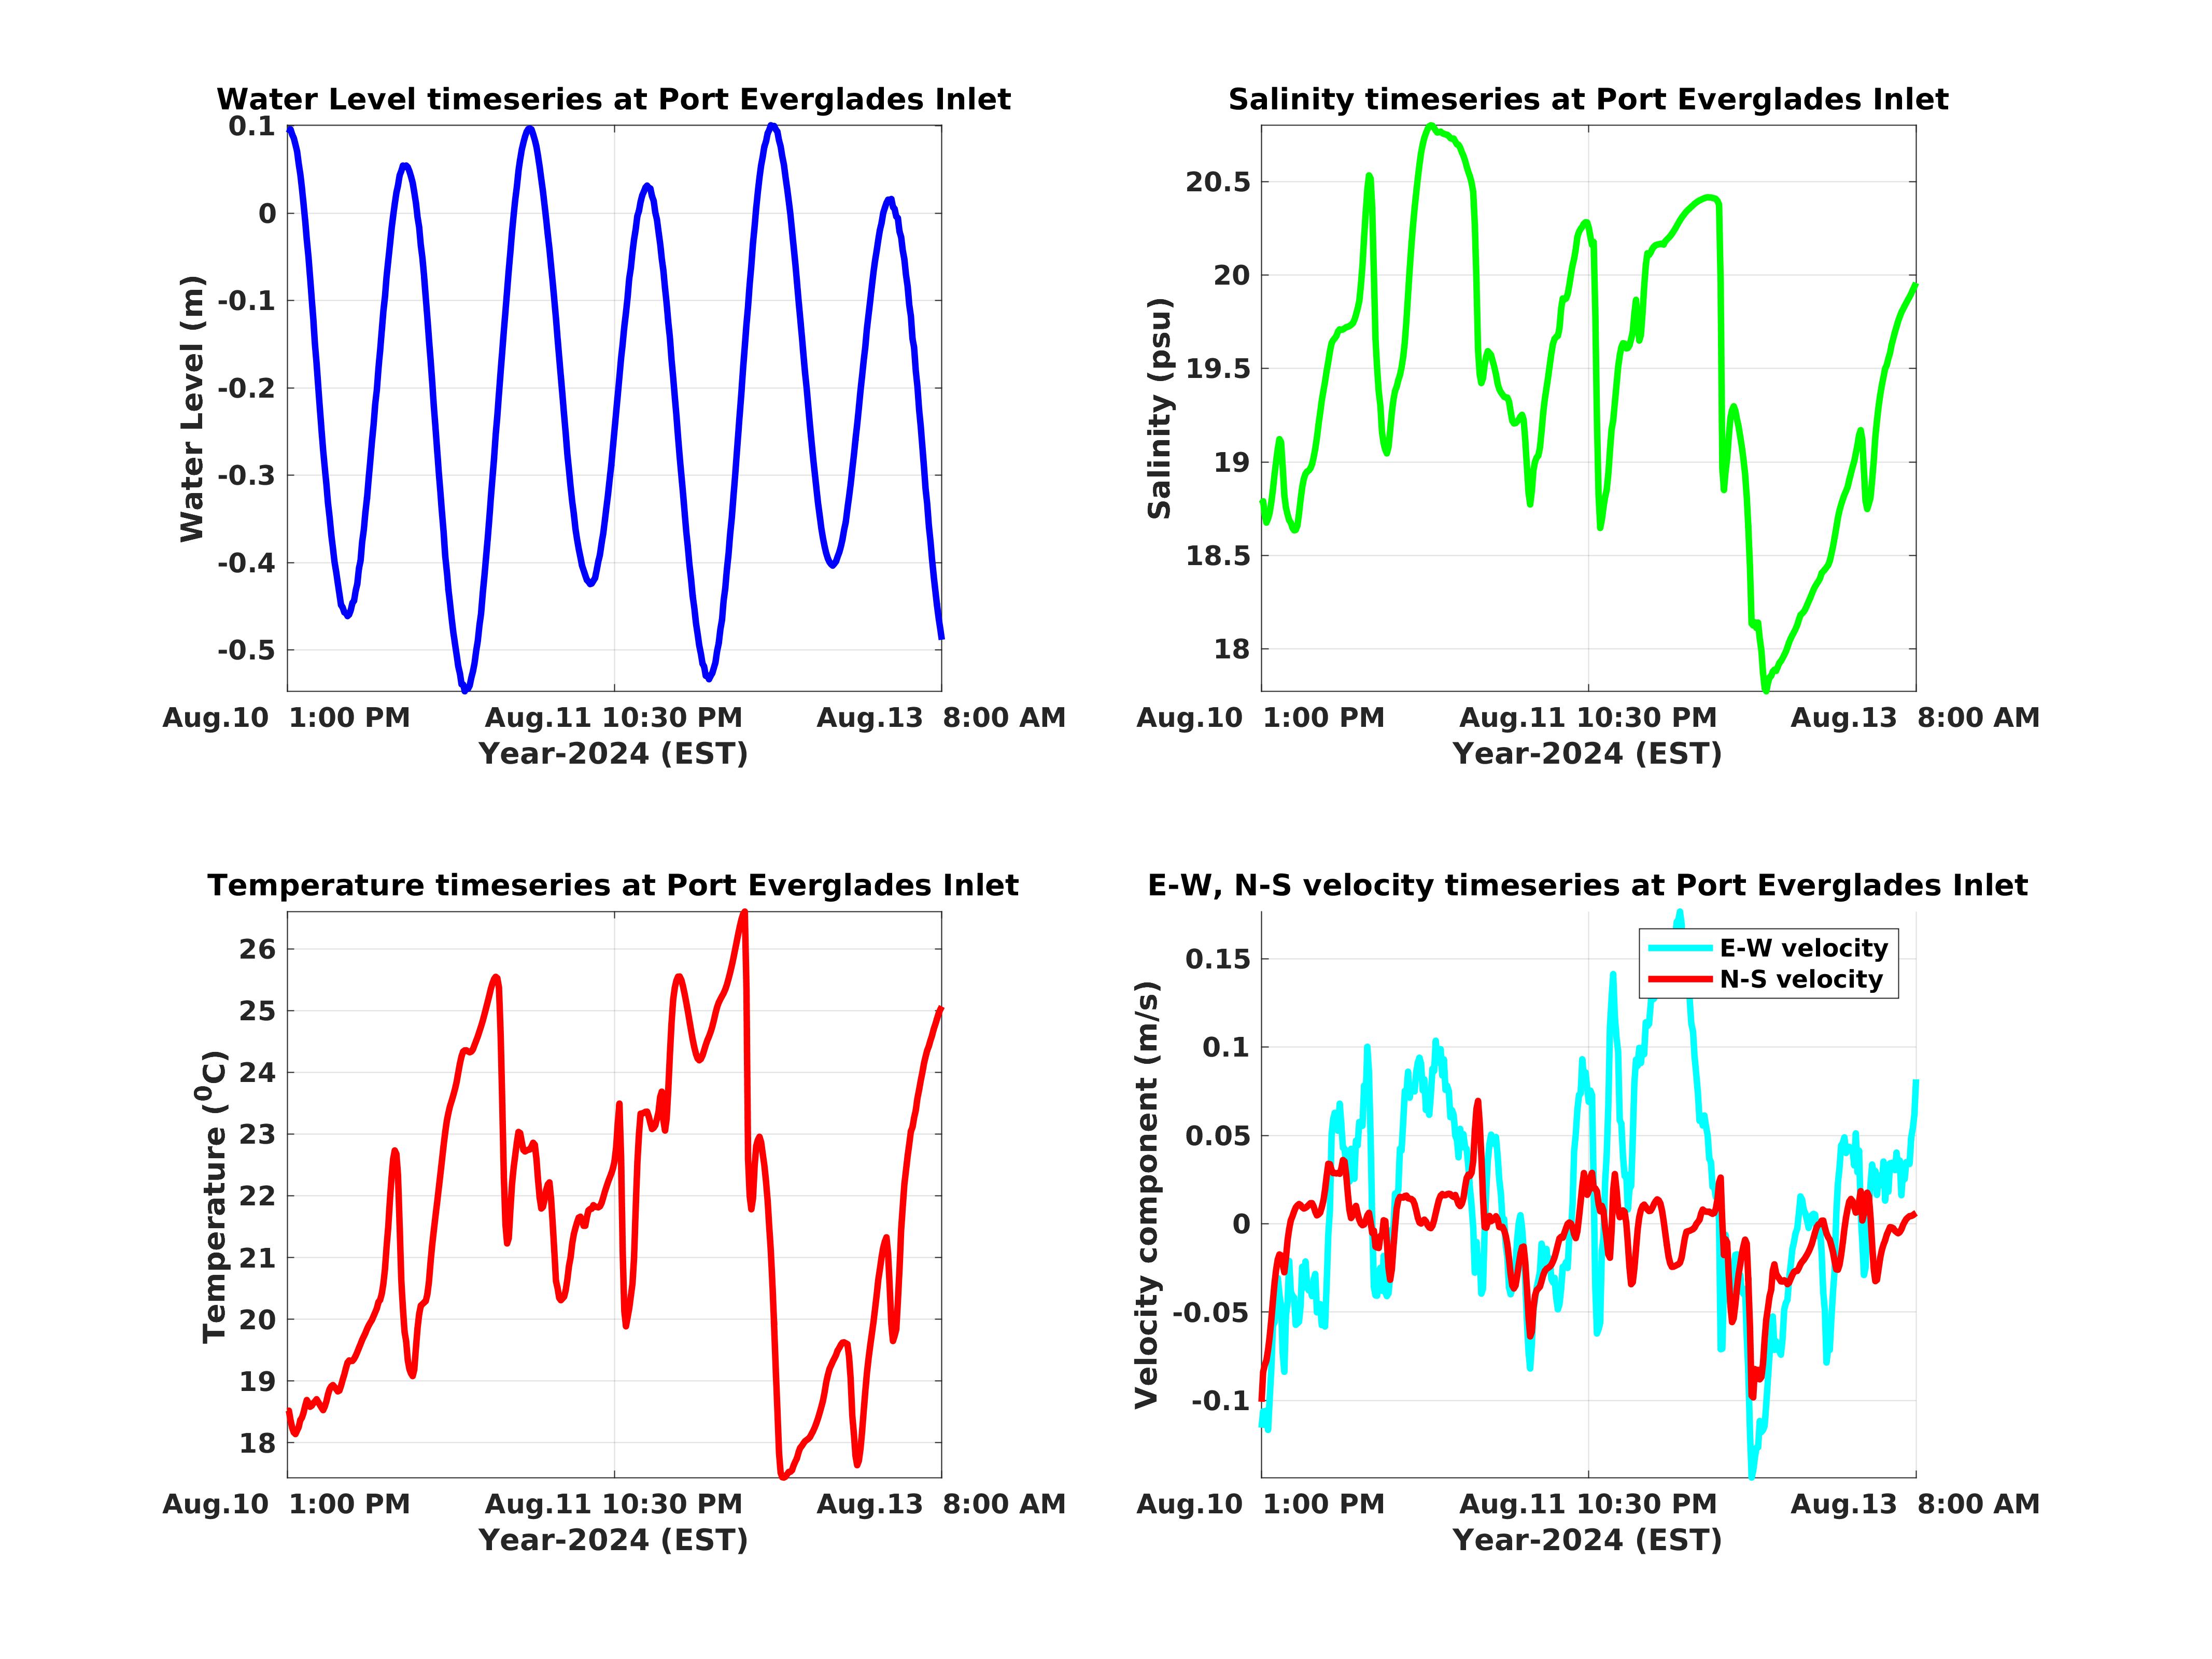 Water Level timeseries at Port Everglades Inlet
0.1
0
-0.1
-0.2
-0.3
-0.4
-0.5
Water Level (m)
Aug.10 1:00 PM Aug.11 10:30 PM Aug.13 8:00 AM
Year-2024 (EST)
Salinity timeseries at Port Everglades Inlet
20.5
20
19.5
19
18.5
18
Salinity (psu)
Aug.10 1:00 PM Aug.11 10:30 PM Aug.13 8:00 AM
Year-2024 (EST)
Temperature timeseries at Port Everglades Inlet
26
25
24
23
22
21
20
19
18
Temperature (⁰C)
Aug.10 1:00 PM Aug.11 10:30 PM Aug.13 8:00 AM
Year-2024 (EST)
E-W, N-S velocity timeseries at Port Everglades Inlet
E-W velocity
N-S velocity
0.15
0.1
0.05
0
-0.05
-0.1
Velocity component (m/s)
Aug.10 1:00 PM Aug.11 10:30 PM Aug.13 8:00 AM
Year-2024 (EST)